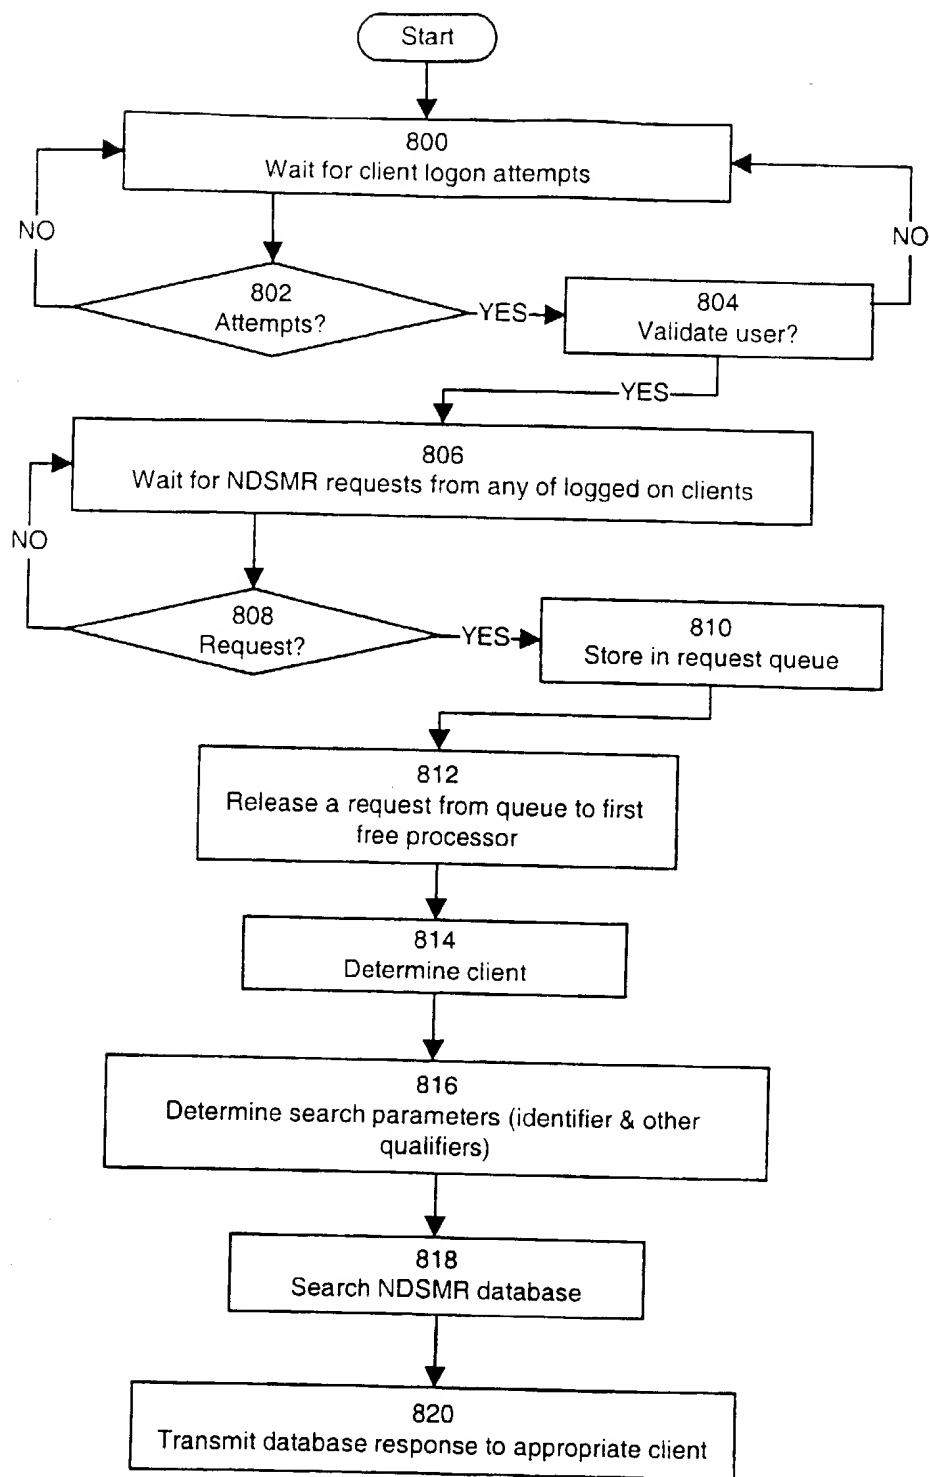 Start
800
Wait for client logon attempts
NO
NO
802
Attempts?
YES
804
Validate user?
YES
806
Wait for NDSMR requests from any of logged on clients
NO
808
Request?
YES
810
Store in request queue
812
Release a request from queue to first
free processor
814
Determine client
816
Determine search parameters (identifier & other
qualifiers)
818
Search NDSMR database
820
Transmit database response to appropriate client